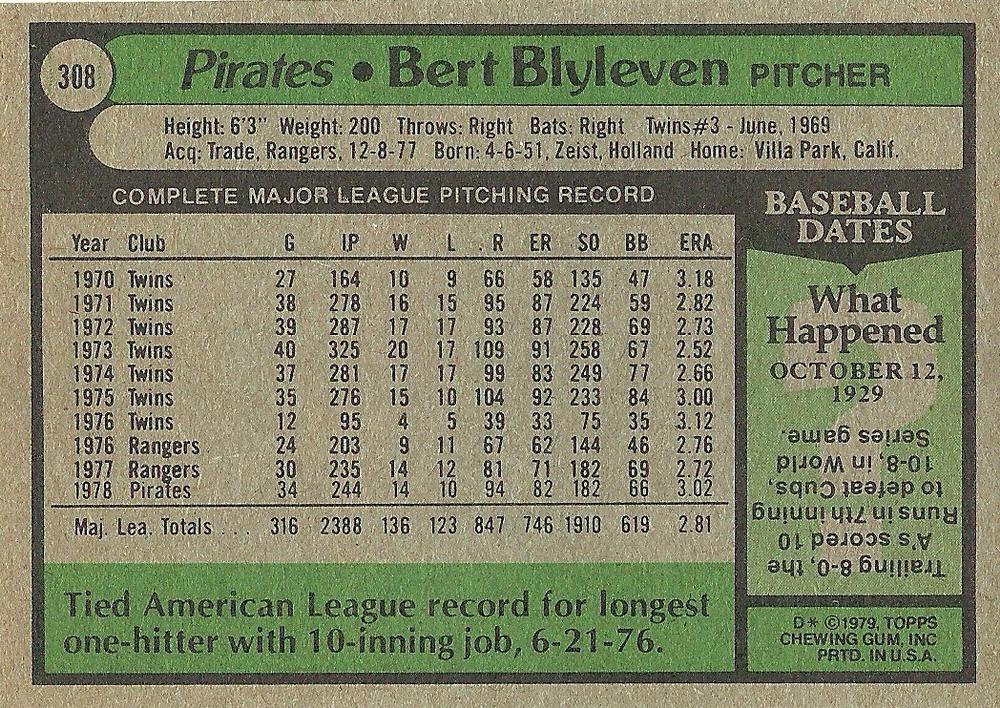 308
Pirates • Bert Blyleven PITCHER
Height: 6'3" Weight: 200 Throws: Right Bats: Right Twins#3 - June, 1969
Acq: Trade, Rangers, 12-8-77 Born: 4-6-51, Zeist, Holland Home: Villa Park, Calif.
COMPLETE MAJOR LEAGUE PITCHING RECORD
Year Club G IP W L R ER SO BB ERA
1970 Twins 27 164 10 9 66 58 135 47 3.18
1971 Twins 38 278 16 15 95 87 224 59 2.82
1972 Twins 39 287 17 17 93 87 228 69 2.73
1973 Twins 40 325 20 17 109 91 258 67 2.52
1974 Twins 37 281 17 17 99 83 249 77 2.66
1975 Twins 35 276 15 10 104 92 233 84 3.00
1976 Twins 12 95 4 5 39 33 75 35 3.12
1976 Rangers 24 203 9 11 67 62 144 46 2.76
1977 Rangers 30 235 14 12 81 71 182 69 2.72
1978 Pirates 34 244 14 10 94 82 182 66 3.02
Maj. Lea. Totals . . . 316 2388 136 123 847 746 1910 619 2.81
Tied American League record for longest
one-hitter with 10-inning job, 6-21-76.
BASEBALL
DATES
What
Happened
OCTOBER 12,
1929
Trailing 8-0, the
A's scored 10
Runs in 7th inning
to defeat Cubs,
10-8, in World
Series game.
D* ©1979, TOPPS
CHEWING GUM, INC
PRTD. IN U.S.A.